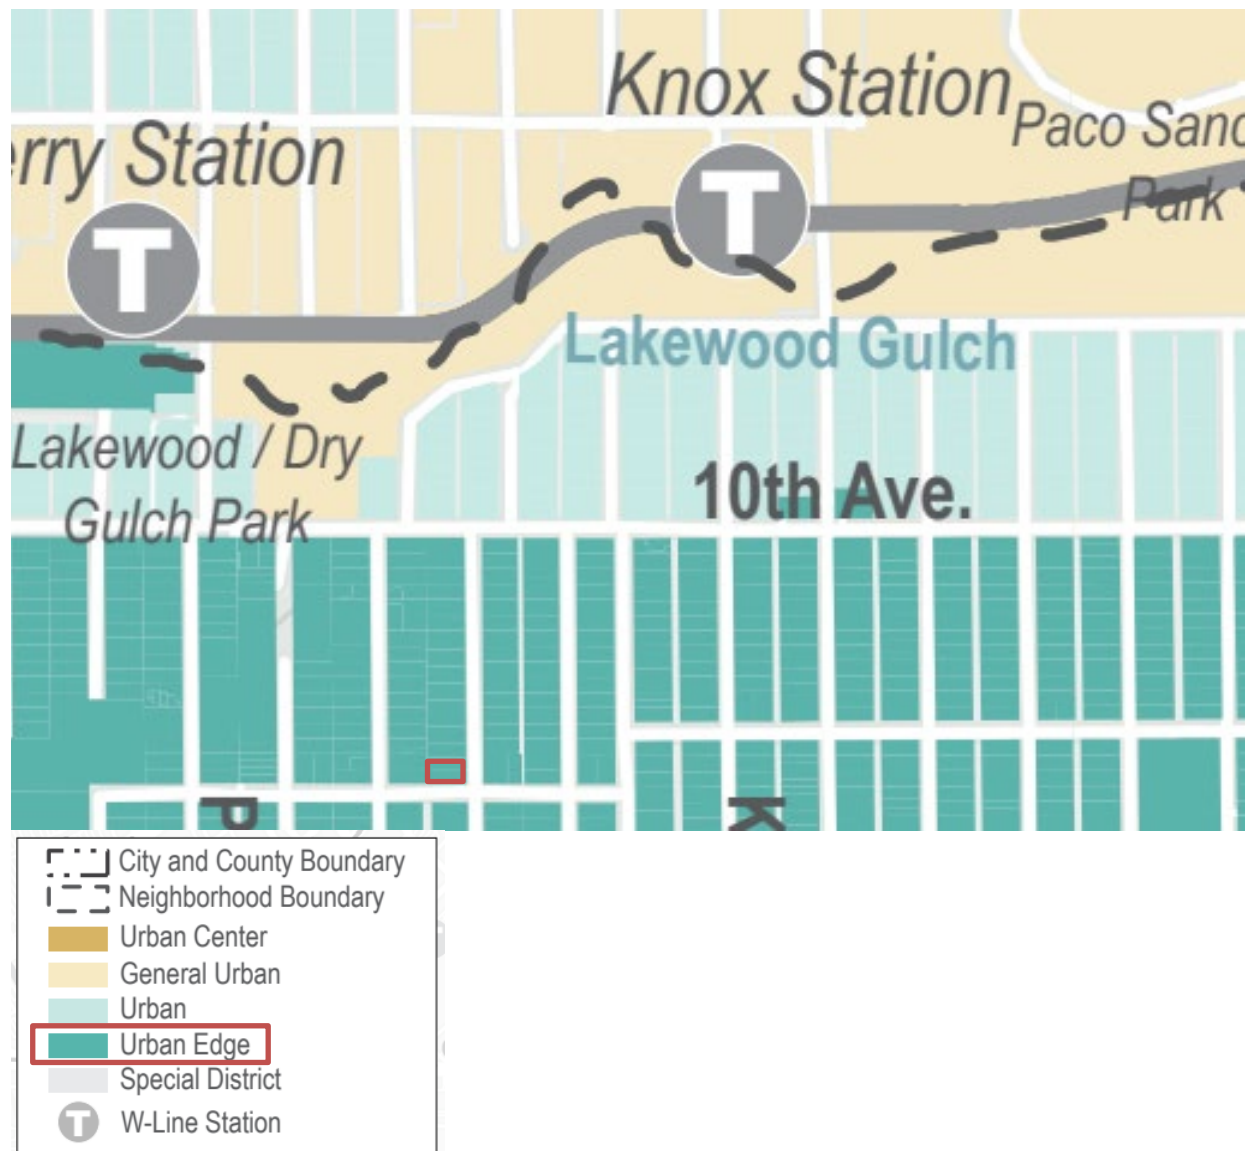 Knox Station
Paco Sanc
Park
erry Station
T
T
Lakewood Gulch
Lakewood / Dry
Gulch Park
10th Ave.
P
K
City and County Boundary
Neighborhood Boundary
Urban Center
General Urban
Urban
Urban Edge
Special District
T W-Line Station